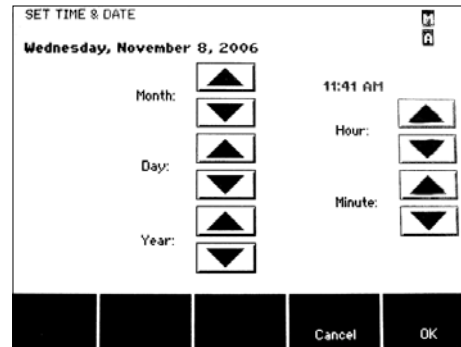 SET TIME & DATE
M
A
Wednesday, November 8, 2006
11:41 AM
Month:
Hour:
Day:
Minute:
Year:
Cancel
OK